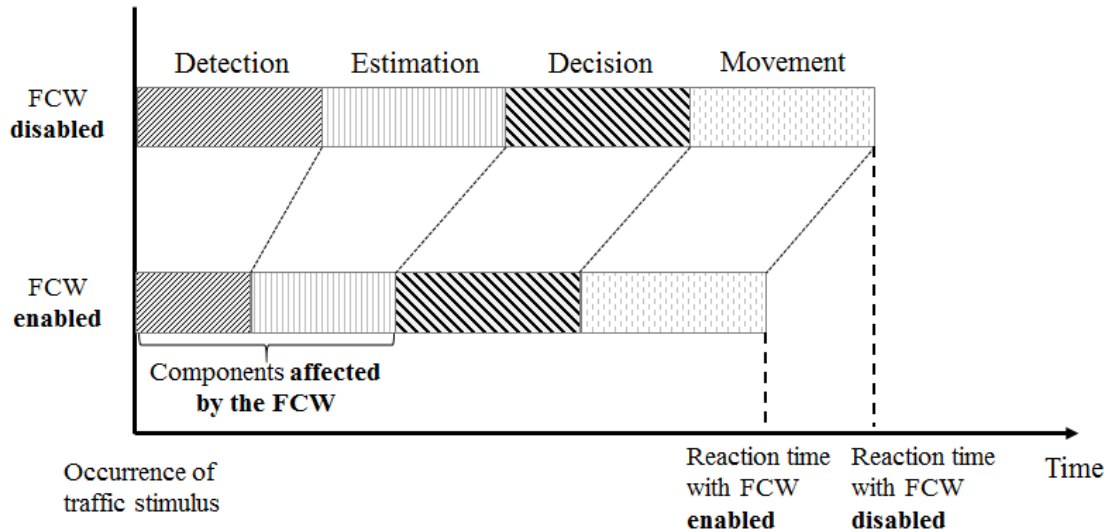 Detection Estimation Decision Movement
FCW
disabled
FCW
enabled
Components affected
by the FCW
Occurrence of
traffic stimulus
Reaction time
with FCW
enabled
Reaction time
with FCW
disabled
Time